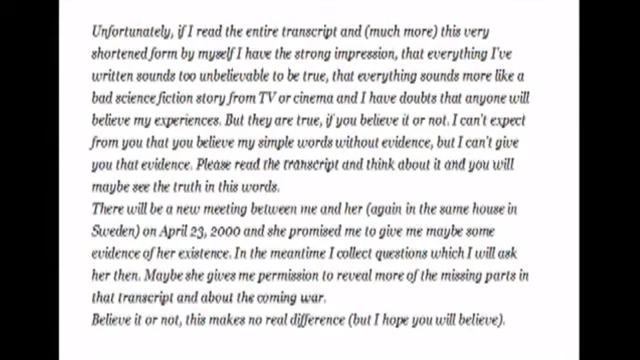 Unfortunately, if I read the entire transcript and (much more) this very
shortened form by myself I have the strong impression, that everything I've
written sounds too unbelievable to be true, that everything sounds more like a
bad science fiction story from TV or cinema and I have doubts that anyone will
believe my experiences. But they are true, if you believe it or not. I can't expect
from you that you believe my simple words without evidence, but I can't give
you that evidence. Please read the transcript and think about it and you will
maybe see the truth in this words.
There will be a new meeting between me and her (again in the same house in
Sweden) on April 23, 2000 and she promised me to give me maybe some
evidence of her existence. In the meantime I collect questions which I will ask
her then. Maybe she gives me permission to reveal more of the missing parts in
that transcript and about the coming war.
Believe it or not, this makes no real difference (but I hope you will believe).